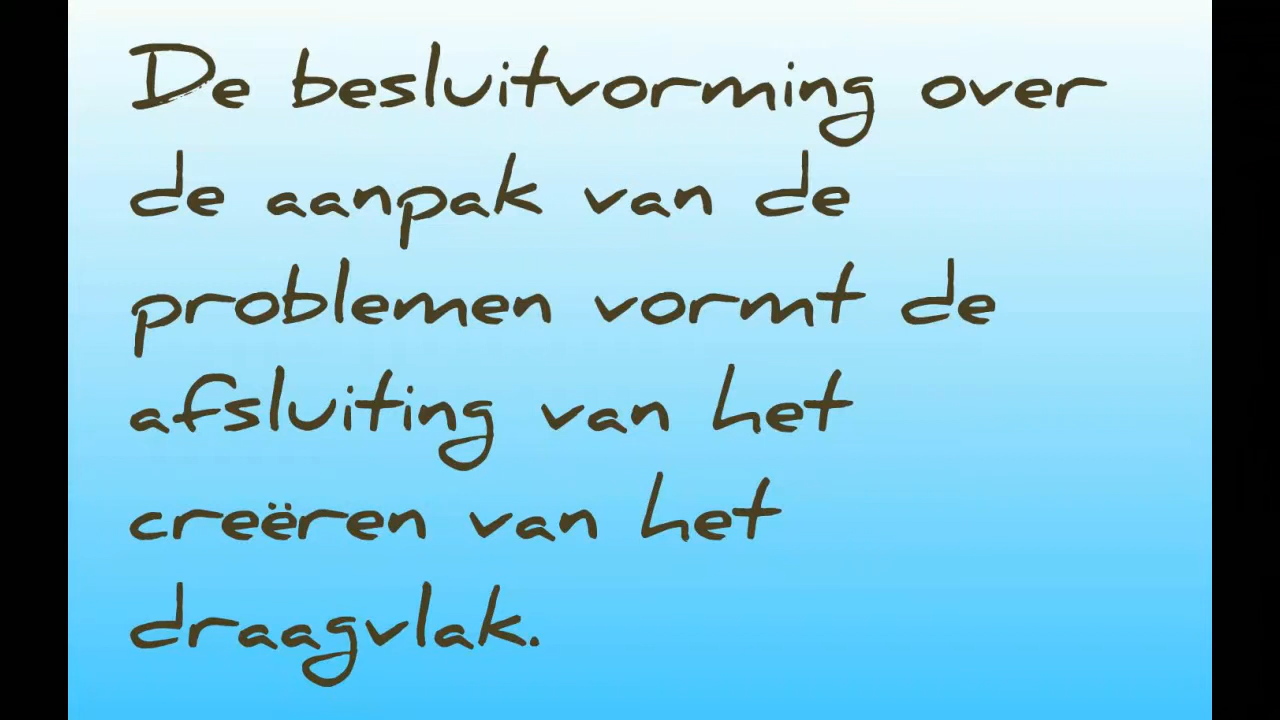 De besluitvorming over
de aanpak van de
problemen vormt de
afsluiting van het
creëren van het
draagvlak.